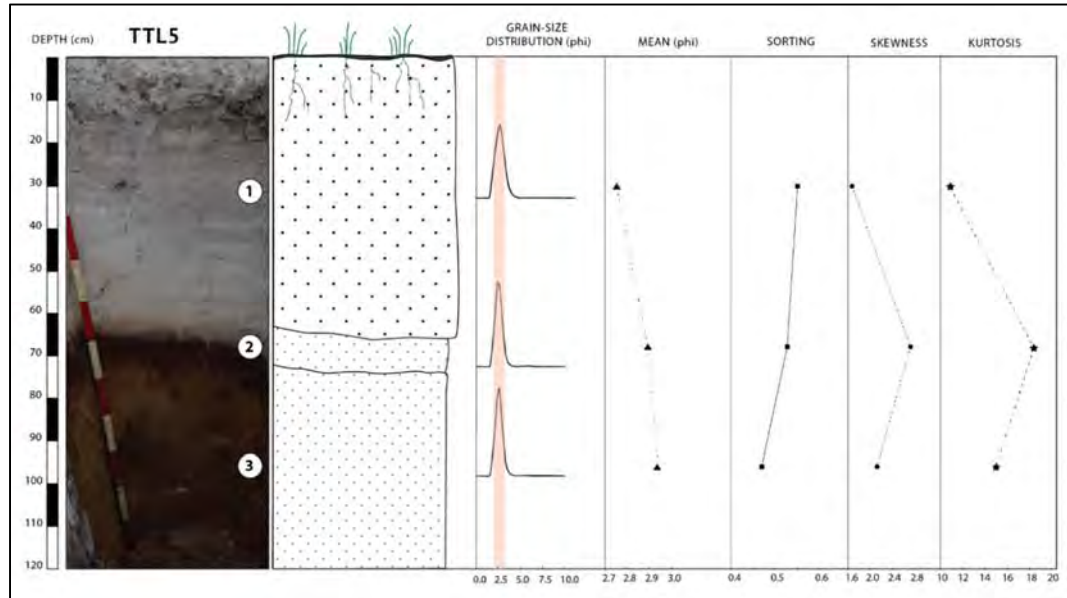 DEPTH (cm)
TTL5
GRAIN-SIZE
DISTRIBUTION (phi)
MEAN (phi)
SORTING
SKEWNESS
KURTOSIS
10
20
30
40
50
60
70
80
90
100
110
120
1
2
3
0.0 2.5 5.0 7.5 10.0
2.7 2.8 2.9 3.0
0.4 0.5 0.6
1.6 2.0 2.4 2.8
10 12 14 16 18 20